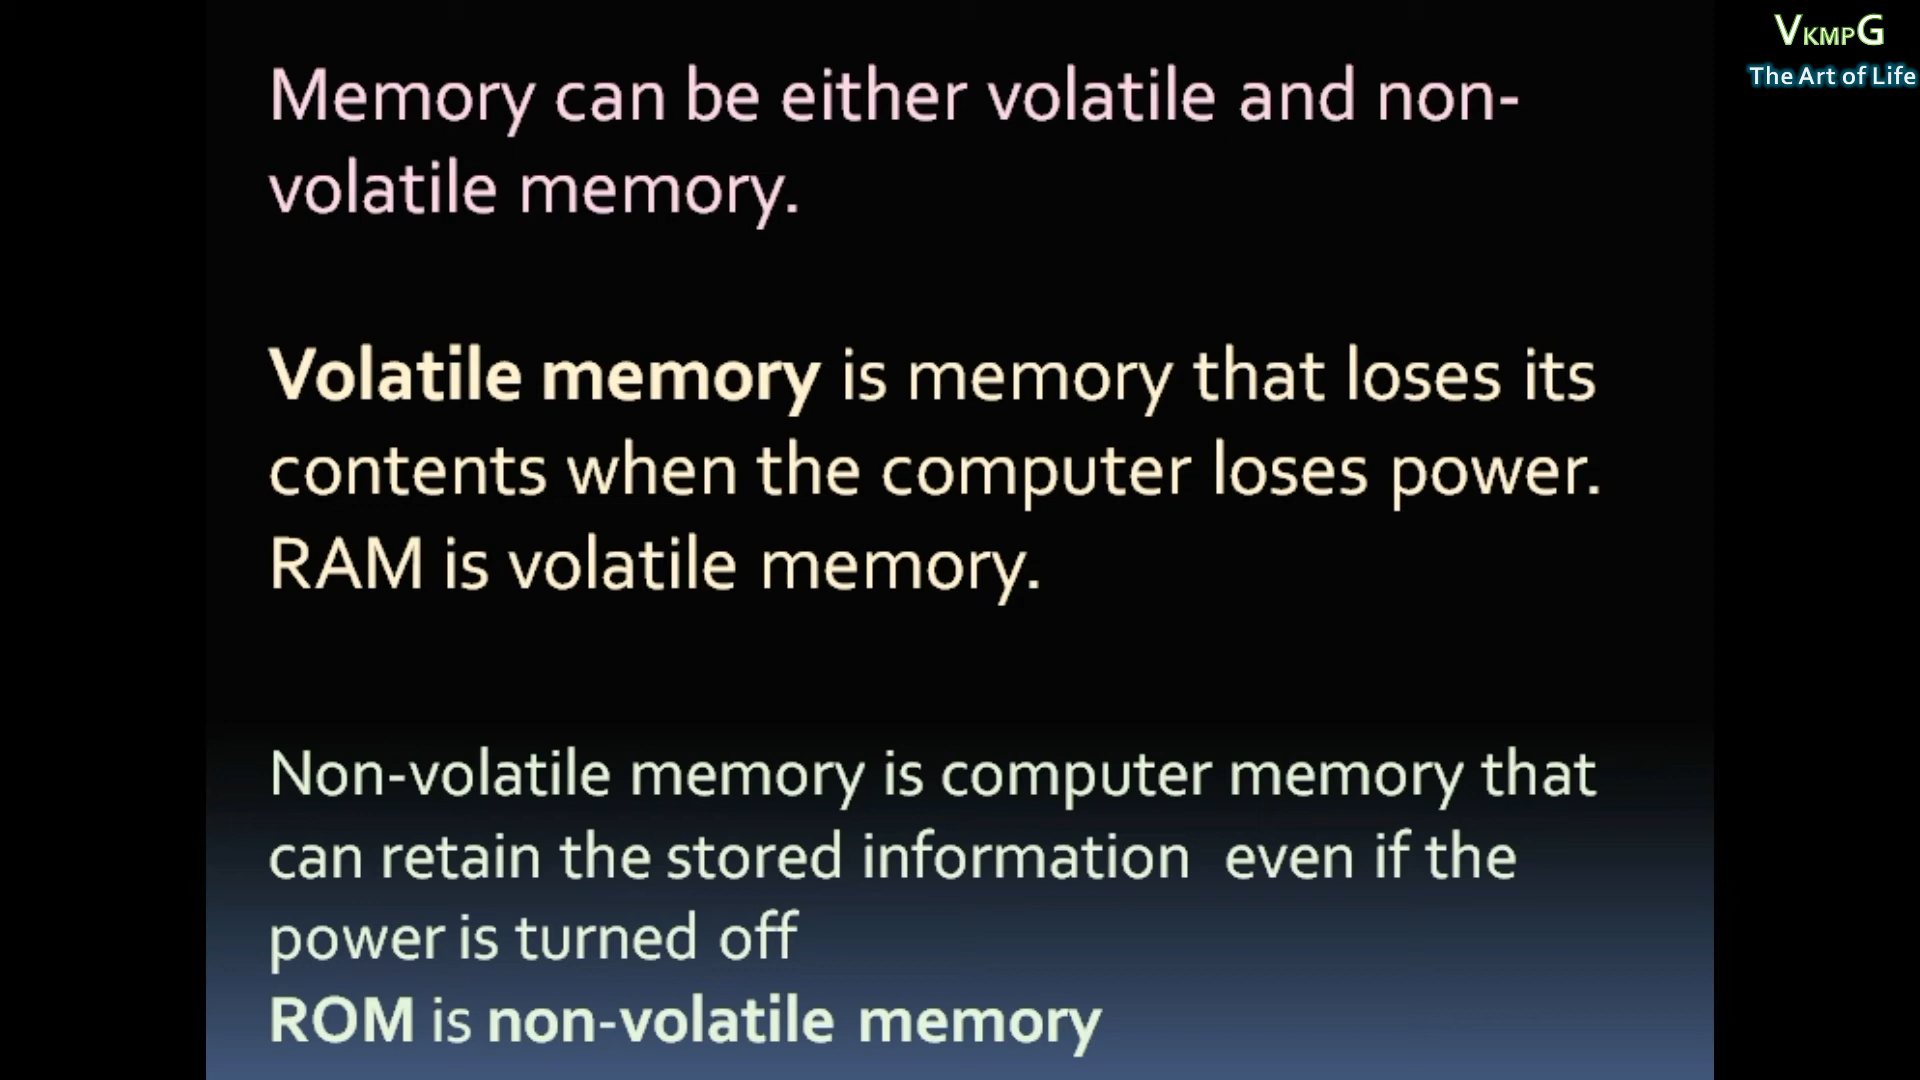 VKMPG
The Art of Life
Memory can be either volatile and non-
volatile memory.
Volatile memory is memory that loses its
contents when the computer loses power.
RAM is volatile memory.
Non-volatile memory is computer memory that
can retain the stored information  even if the
power is turned off
ROM is non-volatile memory